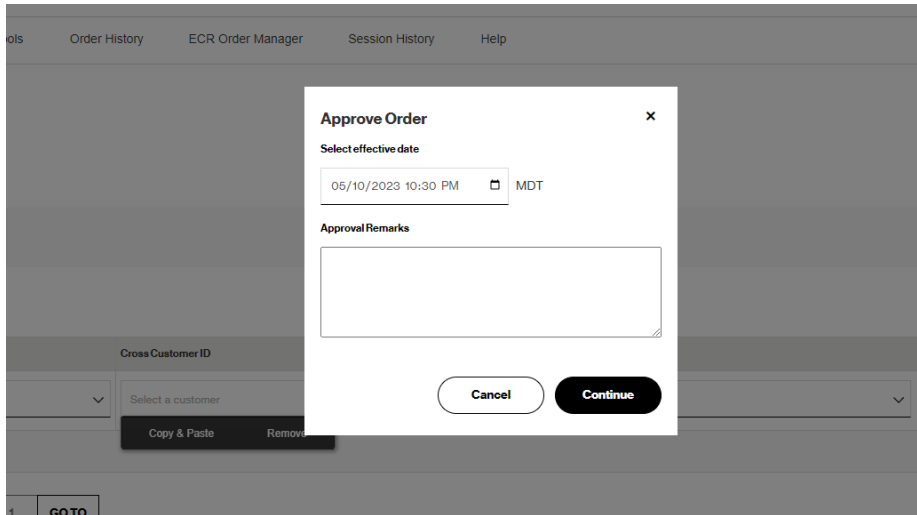 ools Order History ECR Order Manager Session History Help
Approve Order
Select effective date
05/10/2023 10:30 PM MDT
Approval Remarks
Cross Customer ID
Select a customer
Cancel Continue
Copy & Paste Remove
1 GO TO